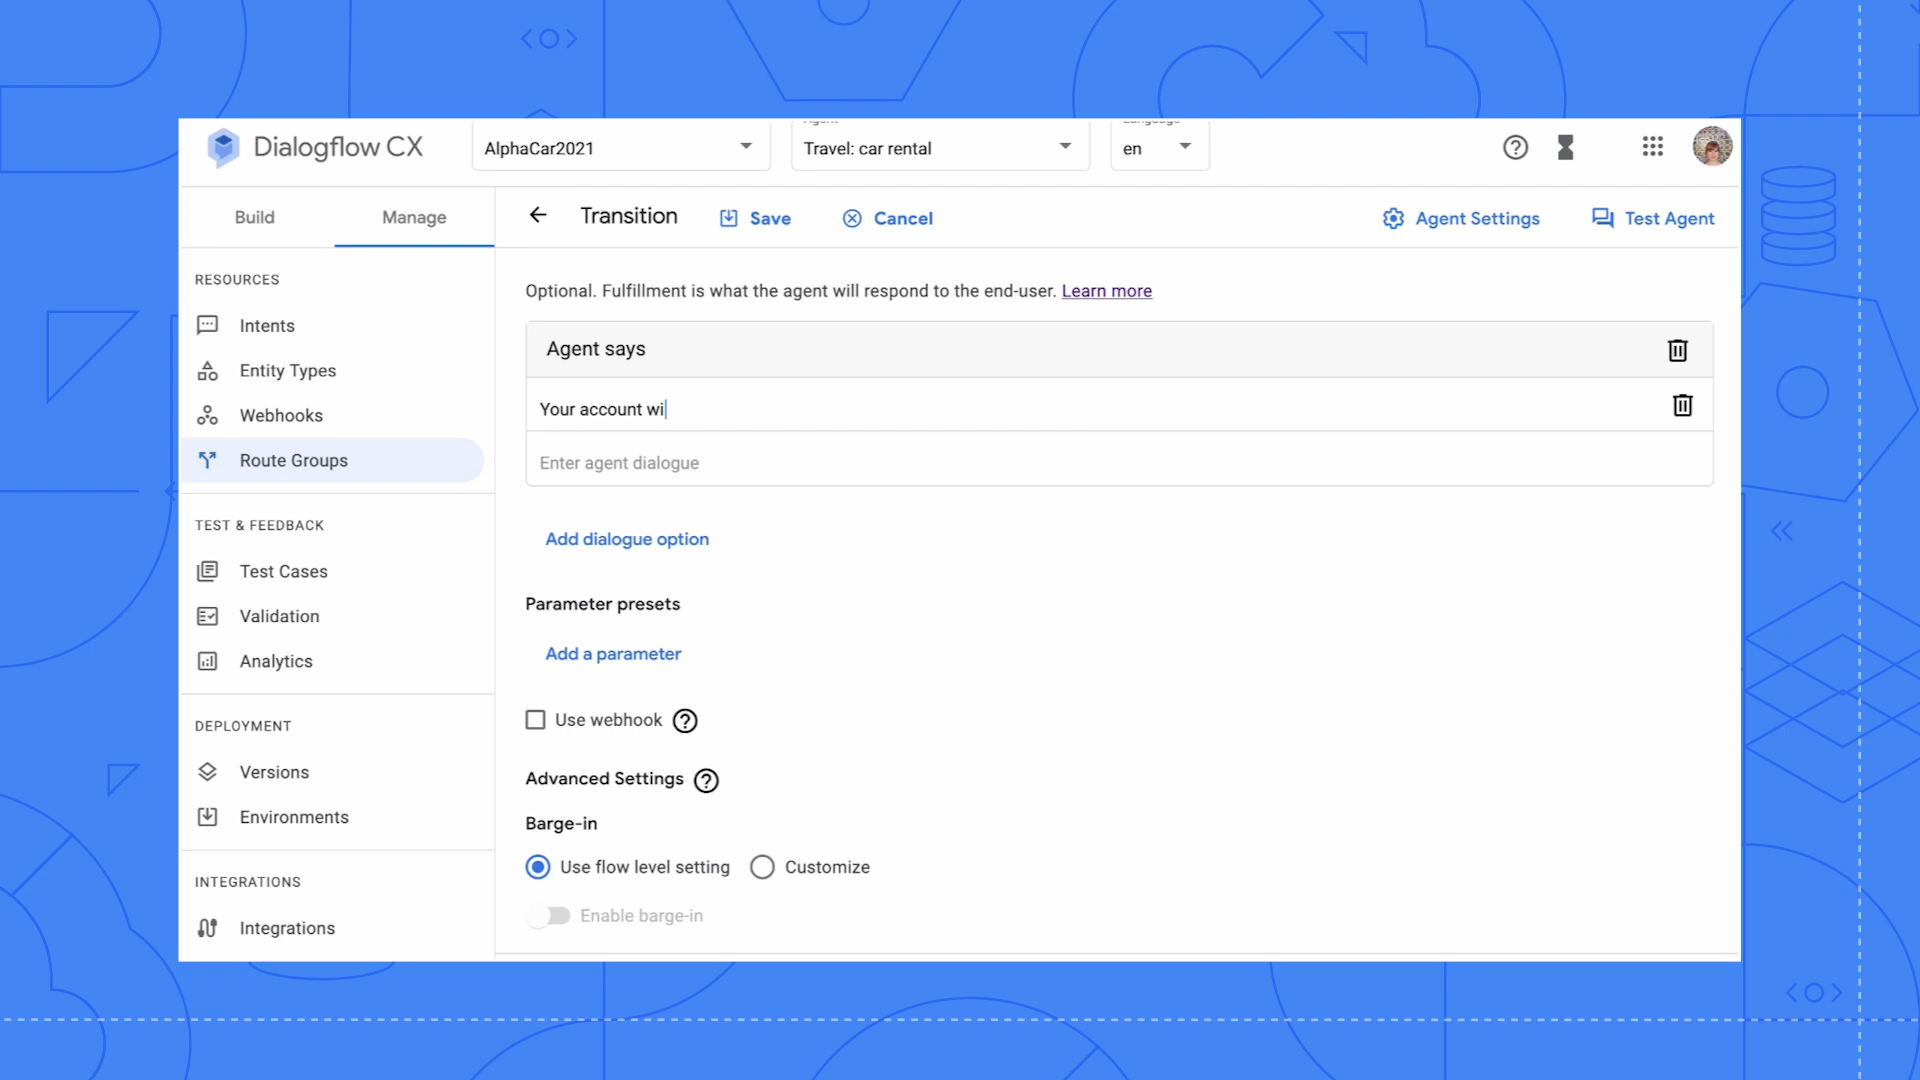 Dialogflow CX
AlphaCar2021
Agent
Travel: car rental
Language
en
Build
Manage
Transition
Save
Cancel
Agent Settings
Test Agent
RESOURCES
Intents
Entity Types
Webhooks
Route Groups
TEST & FEEDBACK
Test Cases
Validation
Analytics
DEPLOYMENT
Versions
Environments
INTEGRATIONS
Integrations
Optional. Fulfillment is what the agent will respond to the end-user. Learn more
Agent says
Your account wi
Enter agent dialogue
Add dialogue option
Parameter presets
Add a parameter
Use webhook
Advanced Settings
Barge-in
Use flow level setting
Customize
Enable barge-in